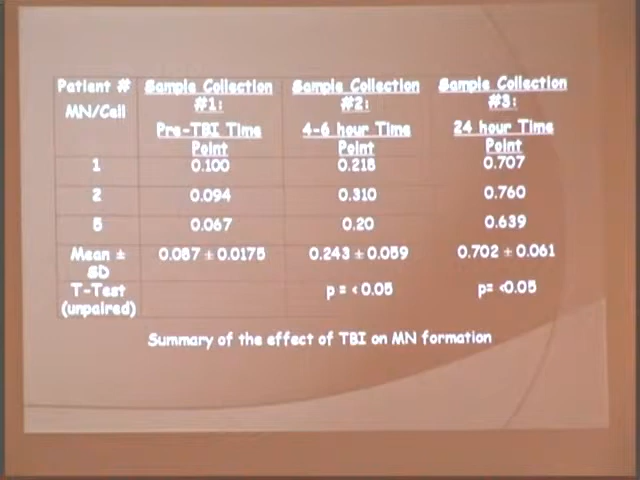 Patient #
MN/Cell
Sample Collection
#1:
Pre-TBI Time
Point
Sample Collection
#2:
4-6 hour Time
Point
Sample Collection
#3:
24 hour Time
Point
1 0.100 0.218 0.707
2 0.094 0.310 0.760
5 0.067 0.20 0.639
Mean ±
SD
0.087 ± 0.0175 0.243 ± 0.059 0.702 ± 0.061
T-Test
(unpaired)
p = < 0.05 p= <0.05
Summary of the effect of TBI on MN formation